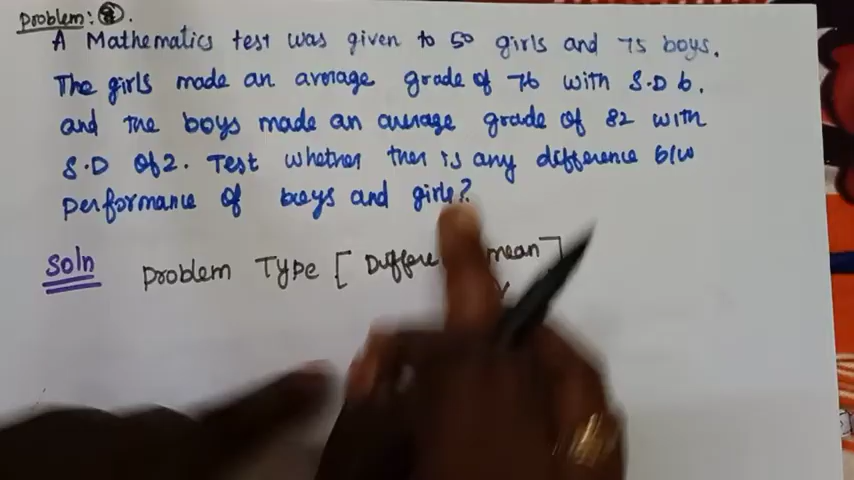 Problem:
A Mathematics test was given to 50 girls and 75 boys.
The girls made an average grade of 76 with S.D 6.
and the boys made an average grade of 82 with
S.D of 2. Test whether ther is any difference b/w
performance of boys and girls?
Soln Problem Type [ Differe mean ]